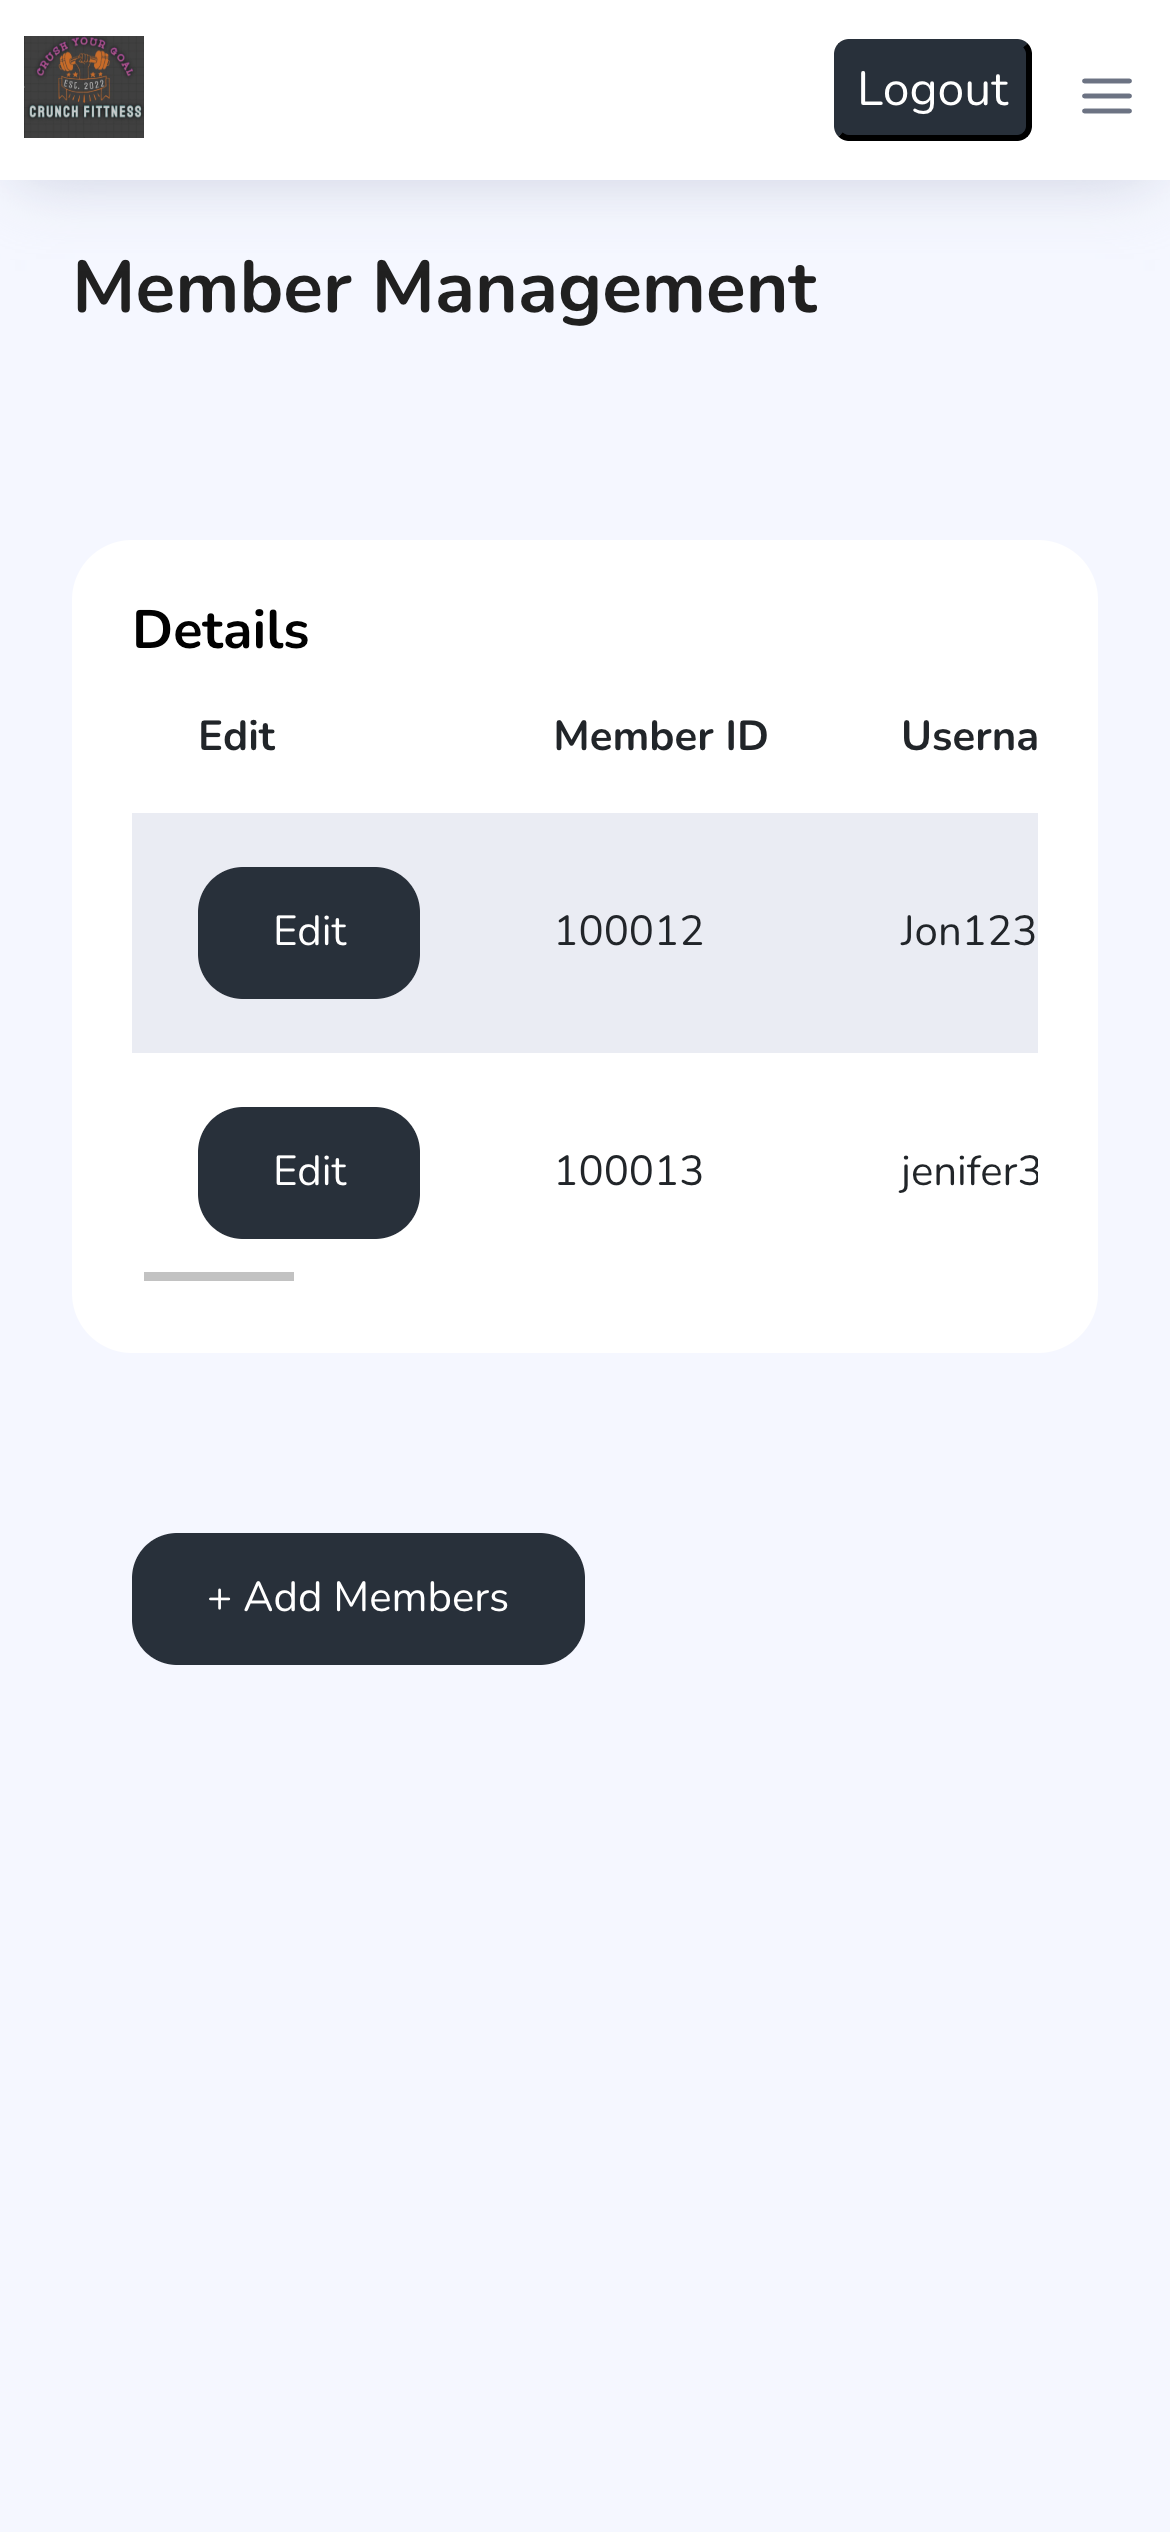 CRUSH YOUR GOAL
EST. 2022
CRUNCH FITTNESS
Logout
Member Management
Details
Edit Member ID Userna
Edit 100012 Jon123
Edit 100013 jenifer3
+ Add Members